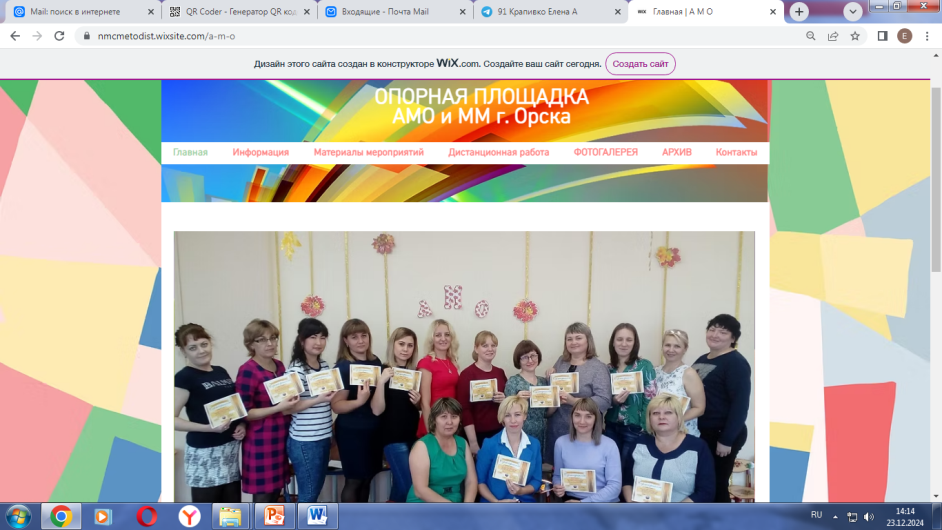 Mail: поиск в интернете
QR Coder - Генератор QR код
Входящие - Почта Mail
91 Крапивко Елена А
WIX
Главная | А М О
nmcmetodist.wixsite.com/a-m-o
E
Дизайн этого сайта создан в конструкторе WiX.com. Создайте ваш сайт сегодня.
Создать сайт
ОПОРНАЯ ПЛОЩАДКА
АМО и ММ г. Орска
Главная
Информация
Материалы мероприятий
Дистанционная работа
ФОТОГАЛЕРЕЯ
АРХИВ
Контакты
А М О
RU
14:14
23.12.2024